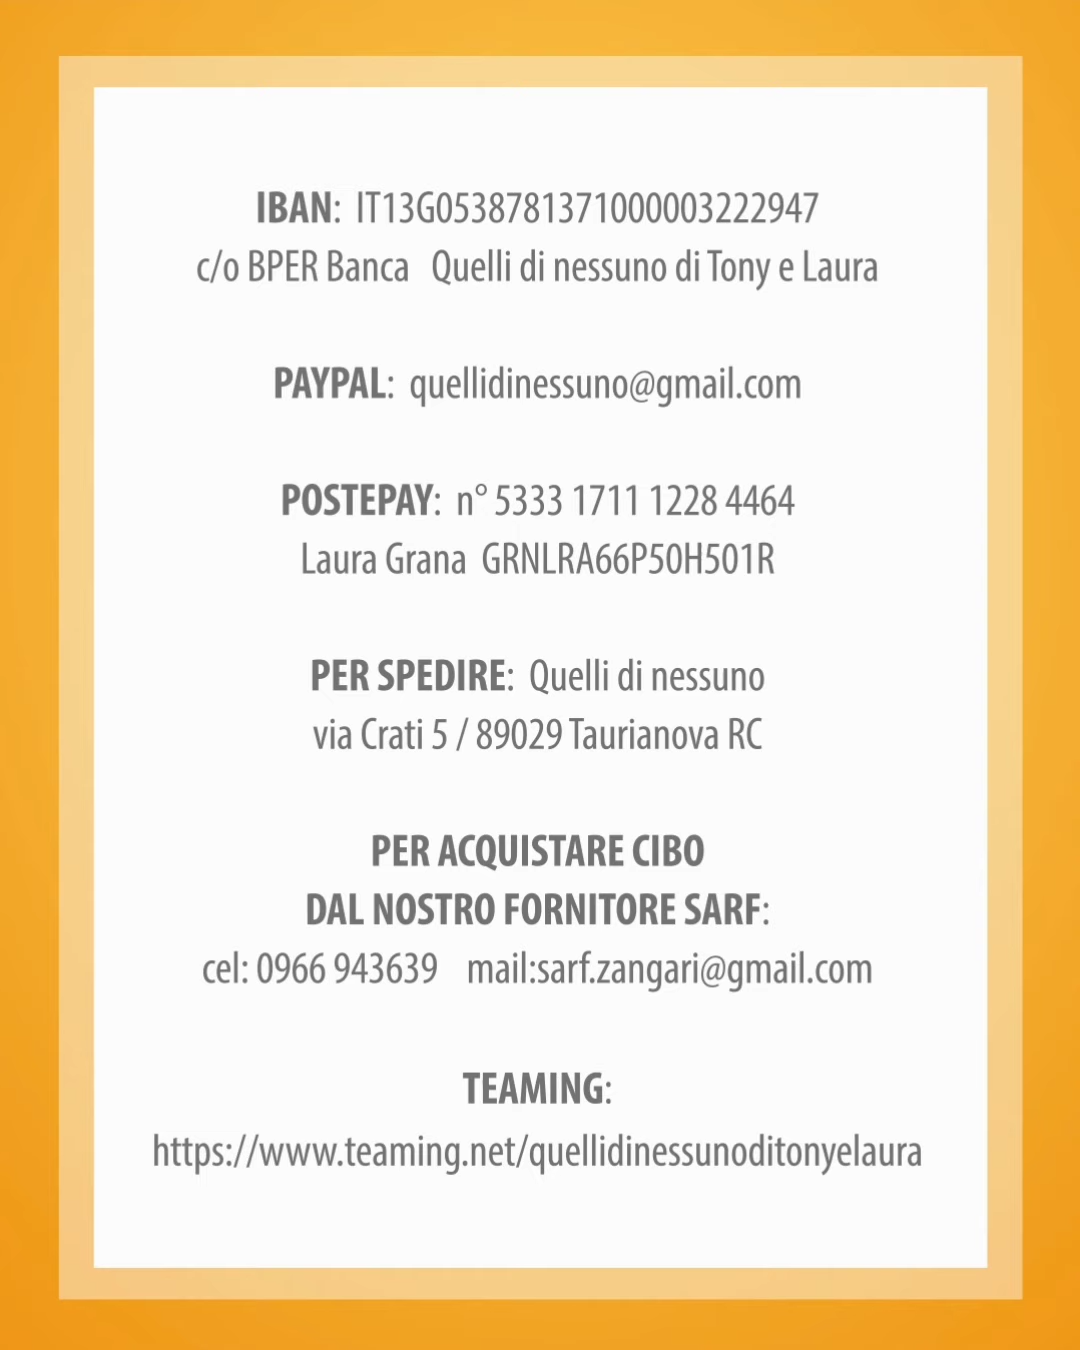 IBAN: IT13G0538781371000003222947
c/o BPER Banca Quelli di nessuno di Tony e Laura
PAYPAL: quellidinessuno@gmail.com
POSTEPAY: n° 5333 1711 1228 4464
Laura Grana GRNLRA66P50H501R
PER SPEDIRE: Quelli di nessuno
via Crati 5 / 89029 Taurianova RC
PER ACQUISTARE CIBO
DAL NOSTRO FORNITORE SARF:
cel: 0966 943639 mail:sarf.zangari@gmail.com
TEAMING:
https://www.teaming.net/quellidinessunoditonyelaura